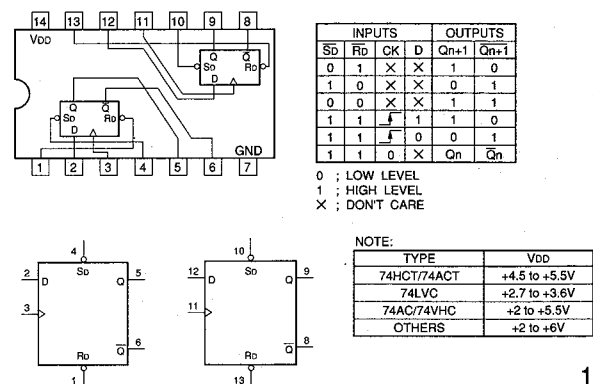 14 13 12 11 10 9 8
VDD
Q Q̅
SD RD
D
Q Q̅
SD RD
D
GND
1 2 3 4 5 6 7
INPUTS OUTPUTS
S̅D̅ R̅D̅ CK D Qn+1 Q̅n+1
0 1 × × 1 0
1 0 × × 0 1
0 0 × × 1 1
1 1 1 1 0
1 1 0 0 1
1 1 0 × Qn Q̅n
0 ; LOW LEVEL
1 ; HIGH LEVEL
× ; DON'T CARE
4
SD
2 D Q 5
3
Q̅ 6
RD
1
10
SD
12 D Q 9
11
Q̅ 8
RD
13
NOTE:
TYPE VDD
74HCT/74ACT +4.5 to +5.5V
74LVC +2.7 to +3.6V
74AC/74VHC +2 to +5.5V
OTHERS +2 to +6V
1